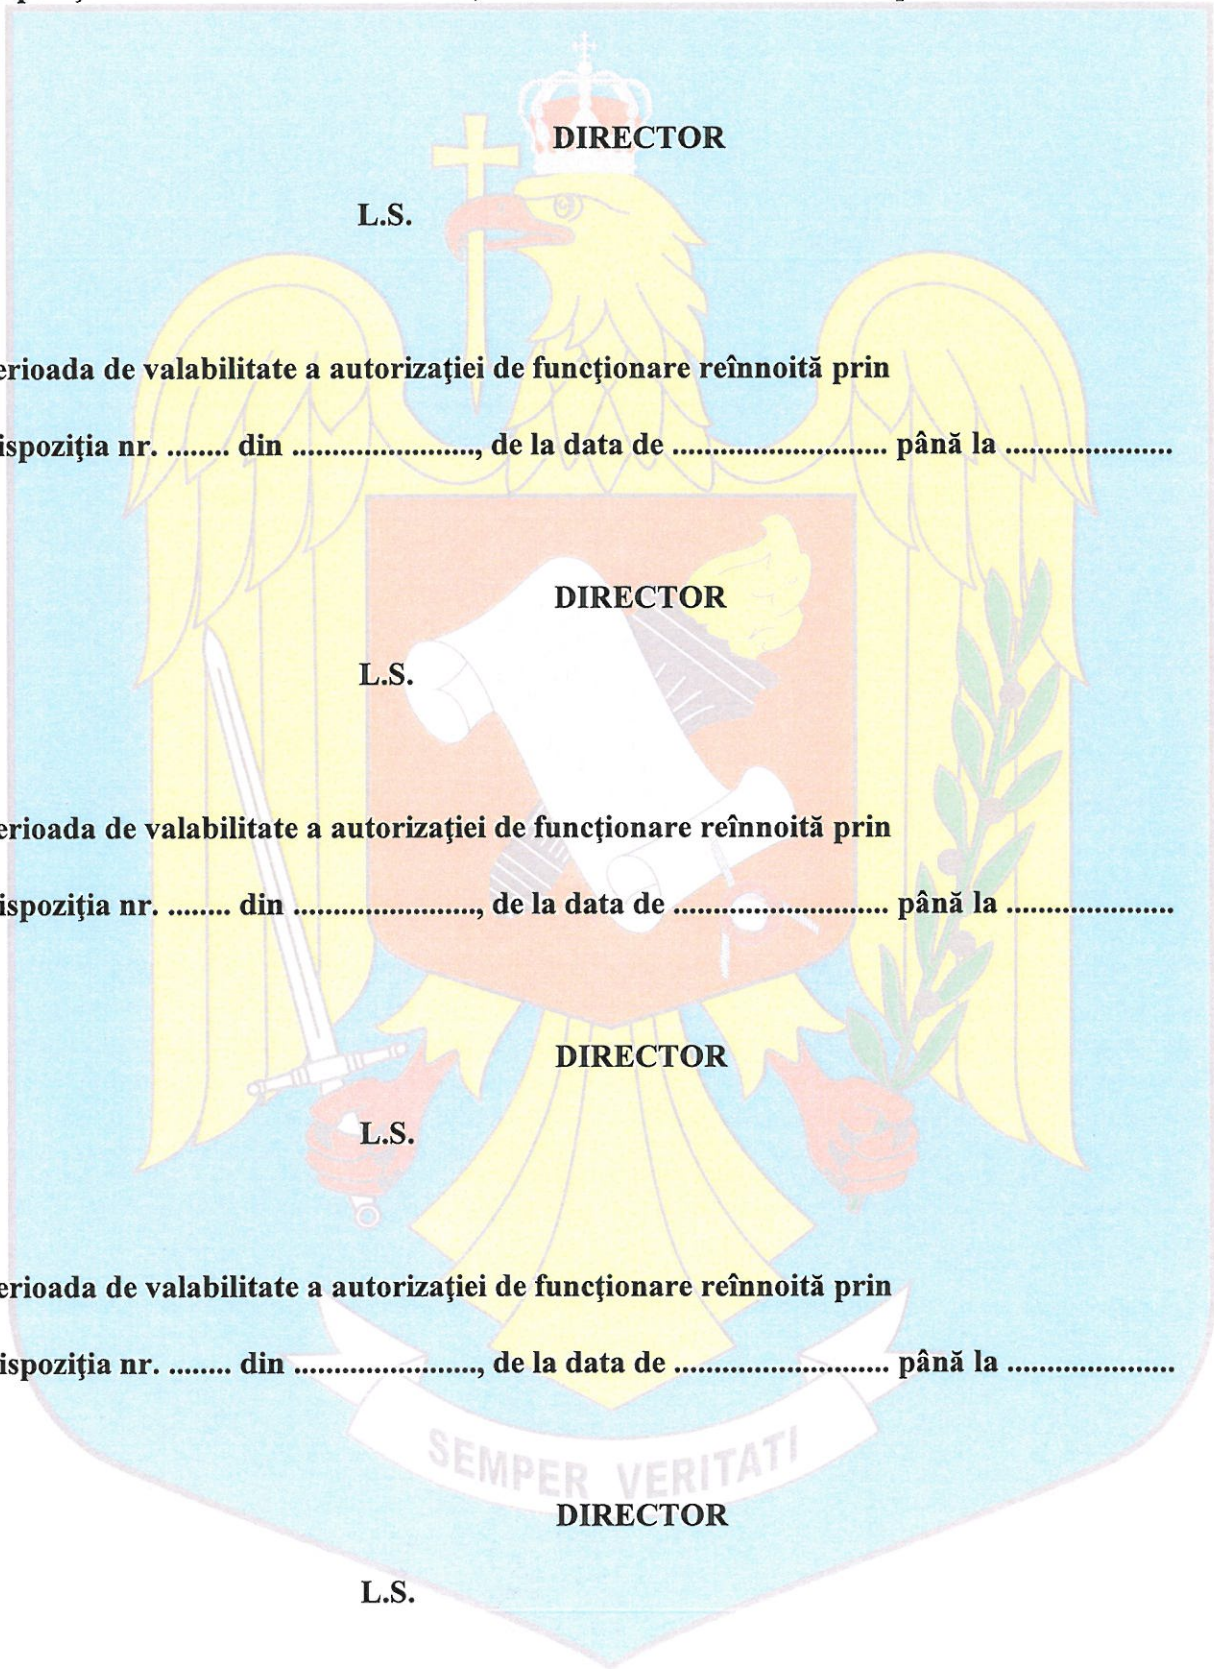 DIRECTOR
L.S.
erioada de valabilitate a autorizaţiei de funcţionare reînnoită prin
ispoziţia nr. ........ din ......................, de la data de .......................... până la ....................
DIRECTOR
L.S.
erioada de valabilitate a autorizaţiei de funcţionare reînnoită prin
ispoziţia nr. ........ din ......................, de la data de .......................... până la ....................
DIRECTOR
L.S.
erioada de valabilitate a autorizaţiei de funcţionare reînnoită prin
ispoziţia nr. ........ din ......................, de la data de .......................... până la ....................
SEMPER VERITATI
DIRECTOR
L.S.